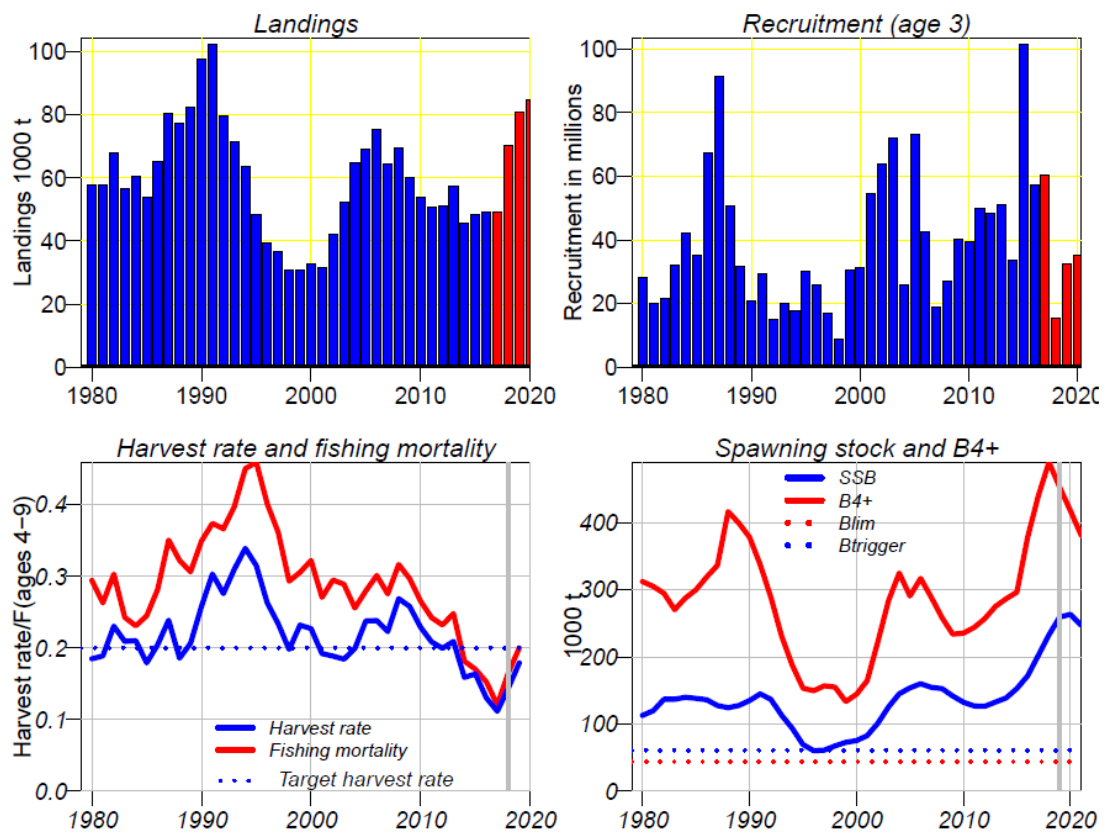 Landings
Landings 1000 t
100
80
60
40
20
0
1980 1990 2000 2010 2020
Recruitment (age 3)
Recruitment in millions
100
80
60
40
20
0
1980 1990 2000 2010 2020
Harvest rate and fishing mortality
Harvest rate/F(ages 4-9)
0.4
0.3
0.2
0.1
0.0
Harvest rate
Fishing mortality
Target harvest rate
1980 1990 2000 2010 2020
Spawning stock and B4+
1000 t
400
300
200
100
0
SSB
B4+
Blim
Btrigger
1980 1990 2000 2010 2020